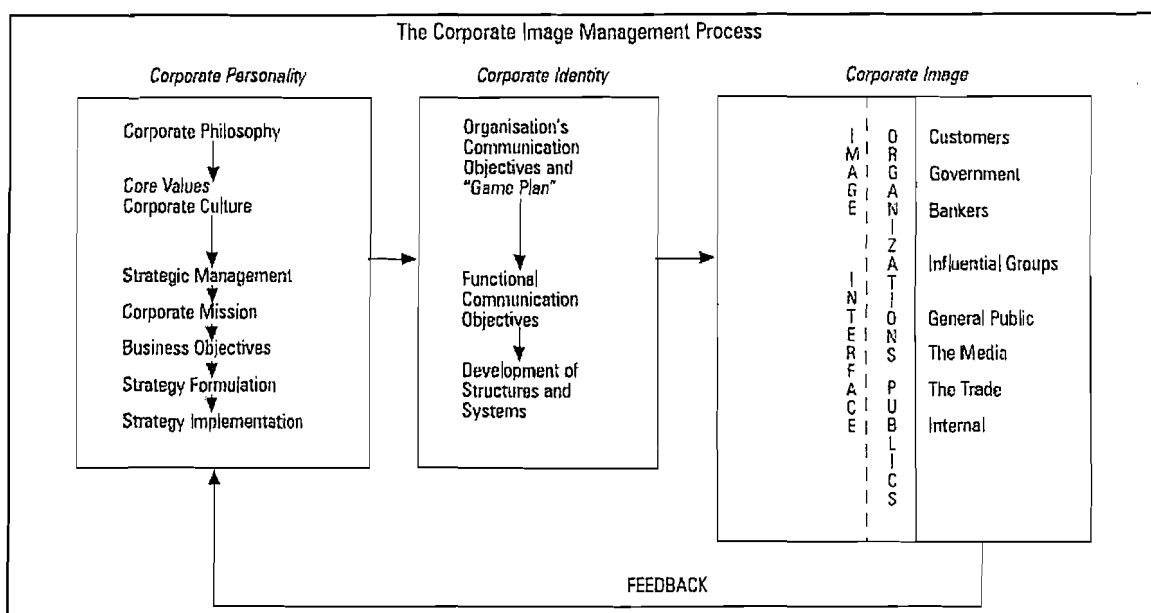 The Corporate Image Management Process
Corporate Personality
Corporate Philosophy
Core Values
Corporate Culture
Strategic Management
Corporate Mission
Business Objectives
Strategy Formulation
Strategy Implementation
Corporate Identity
Organisation's
Communication
Objectives and
"Game Plan"
Functional
Communication
Objectives
Development of
Structures and
Systems
Corporate Image
IMAGE INTERFACE
ORGANIZATIONS PUBLICS
Customers
Government
Bankers
Influential Groups
General Public
The Media
The Trade
Internal
FEEDBACK